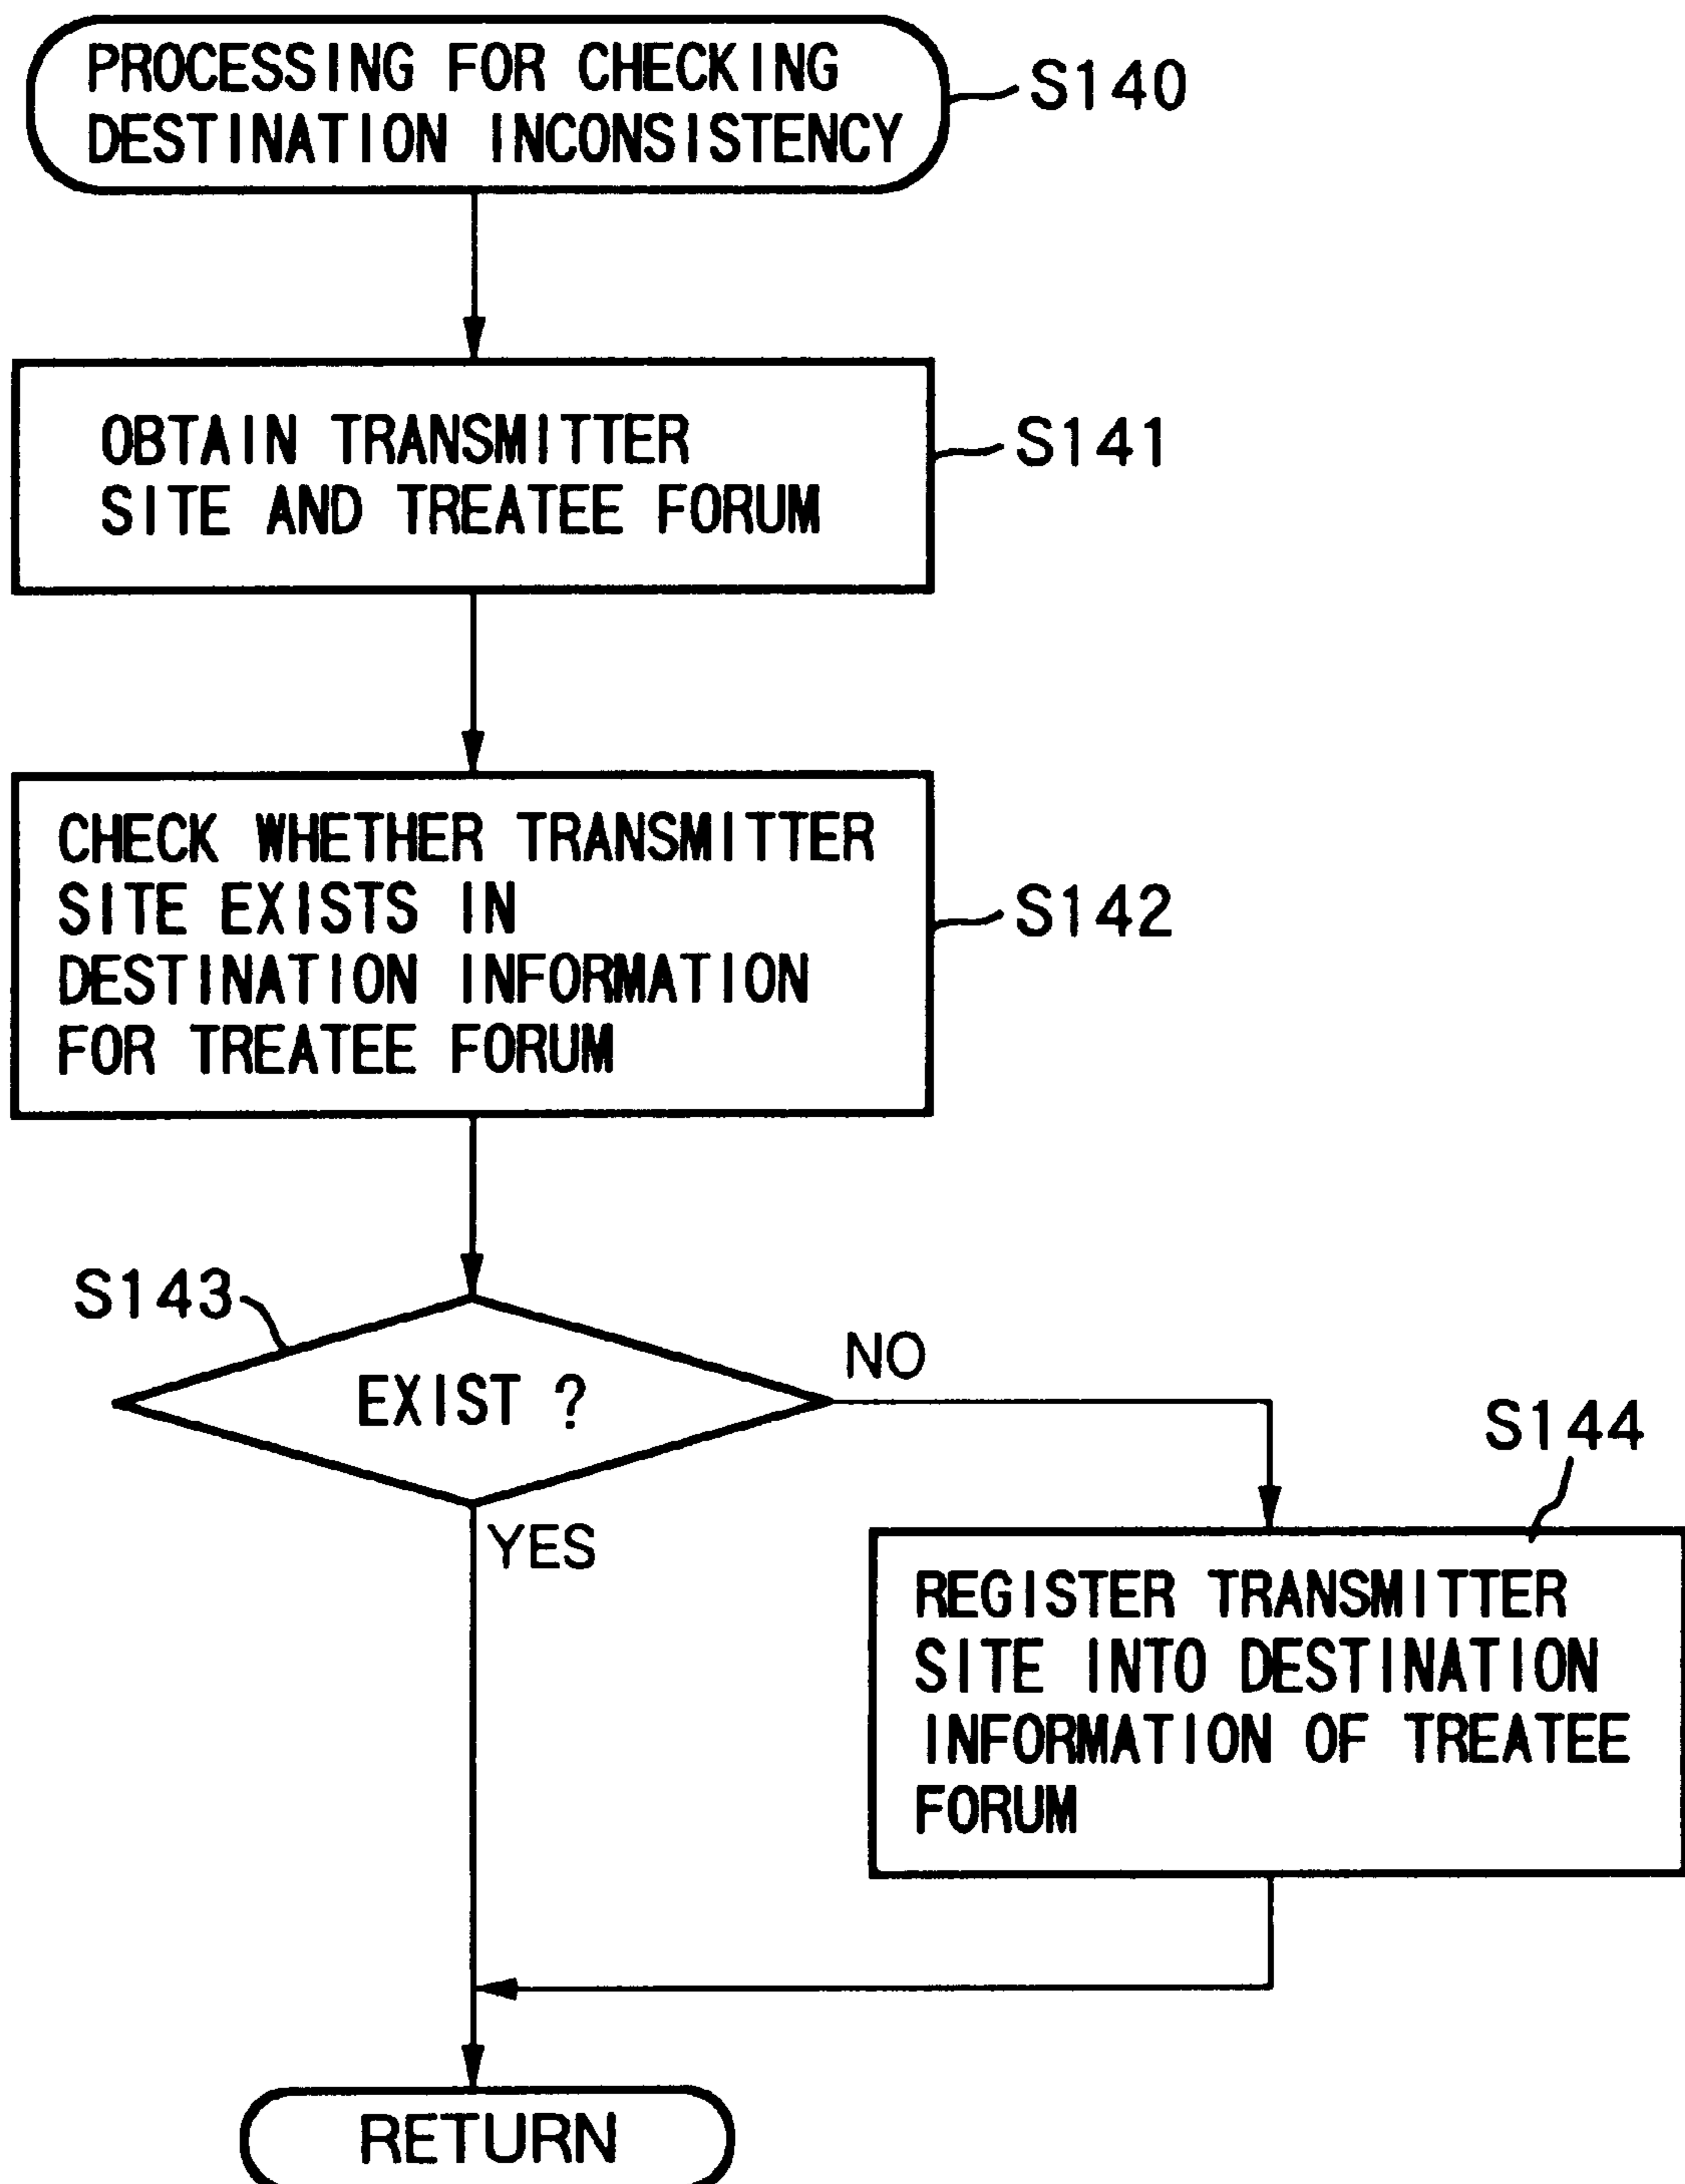 PROCESSING FOR CHECKING
DESTINATION INCONSISTENCY
S140
OBTAIN TRANSMITTER
SITE AND TREATEE FORUM
S141
CHECK WHETHER TRANSMITTER
SITE EXISTS IN
DESTINATION INFORMATION
FOR TREATEE FORUM
S142
S143
EXIST ?
NO
YES
S144
REGISTER TRANSMITTER
SITE INTO DESTINATION
INFORMATION OF TREATEE
FORUM
RETURN